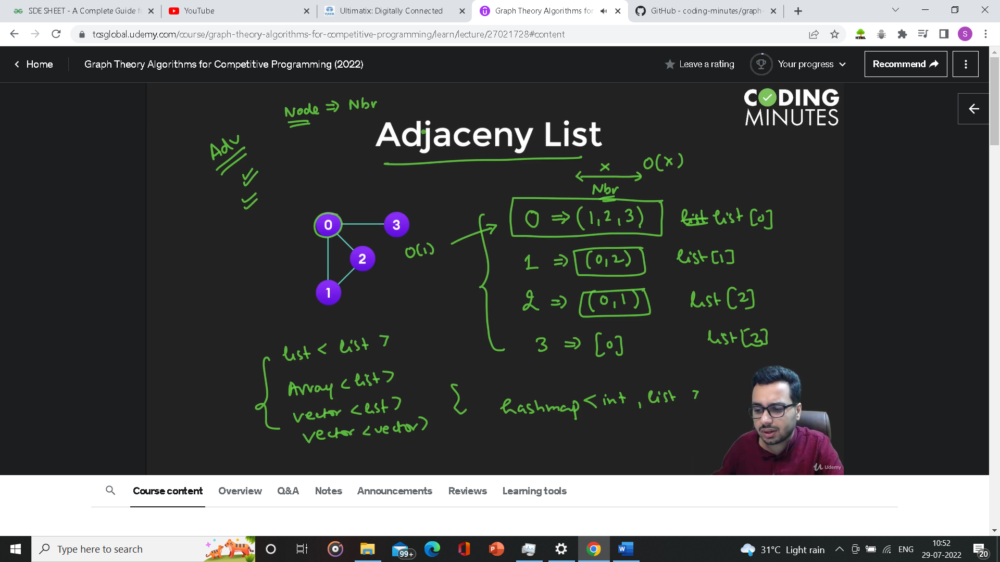 SDE SHEET - A Complete Guide fo
YouTube
Ultimatix: Digitally Connected
Graph Theory Algorithms for
GitHub - coding-minutes/graph-
tcsglobal.udemy.com/course/graph-theory-algorithms-for-competitive-programming/learn/lecture/27021728#content
HTML
S
Home
Graph Theory Algorithms for Competitive Programming (2022)
Leave a rating
Your progress
Recommend
CODING
MINUTES
Node ⇒ Nbr
Adjaceny List
Adv
x
O(x)
Nbr
0 ⇒ (1,2,3)
list [0]
0
3
O(1)
2
1 ⇒ (0,2)
list [1]
1
2 ⇒ (0,1)
list [2]
3 ⇒ [0]
list [3]
list < list >
Array <list>
vector <list>
vector <vector>
hashmap < int , list >
Udemy
Course content
Overview
Q&A
Notes
Announcements
Reviews
Learning tools
Type here to search
99+
31°C Light rain
ENG
10:52
29-07-2022
20